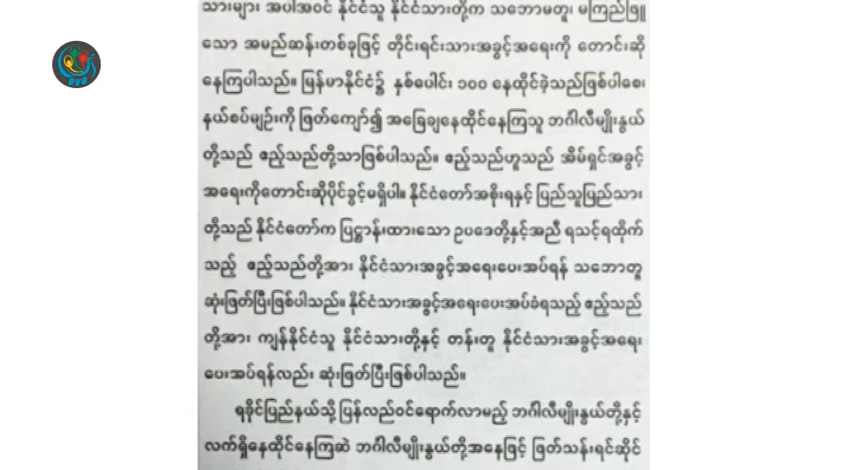 သားများ အပါအဝင် နိုင်ငံသူ နိုင်ငံသားတို့က သဘောမတူ၊ မကြည်ဖြူ
သော အမည်ဆန်းတစ်ခုဖြင့် တိုင်းရင်းသားအခွင့်အရေးကို တောင်းဆို
နေကြပါသည်။ မြန်မာနိုင်ငံ၌ နှစ်ပေါင်း ၁၀၀ နေထိုင်ခဲ့သည်ဖြစ်ပါစေ၊
နယ်စပ်မျဉ်းကို ဖြတ်ကျော်၍ အခြေချနေထိုင်နေကြသူ ဘင်္ဂါလီမျိုးနွယ်
တို့သည် ဧည့်သည်တို့သာဖြစ်ပါသည်။ ဧည့်သည်ဟူသည် အိမ်ရှင်အခွင့်
အရေးကိုတောင်းဆိုပိုင်ခွင့်မရှိပါ။ နိုင်ငံတော်အစိုးရနှင့် ပြည်သူပြည်သား
တို့သည် နိုင်ငံတော်က ပြဋ္ဌာန်းထားသော ဥပဒေတို့နှင့်အညီ ရသင့်ရထိုက်
သည့် ဧည့်သည်တို့အား နိုင်ငံသားအခွင့်အရေးပေးအပ်ရန် သဘောတူ
ဆုံးဖြတ်ပြီးဖြစ်ပါသည်။ နိုင်ငံသားအခွင့်အရေးပေးအပ်ခံရသည့် ဧည့်သည်
တို့အား ကျန်နိုင်ငံသူ နိုင်ငံသားတို့နှင့် တန်းတူ နိုင်ငံသားအခွင့်အရေး
ပေးအပ်ရန်လည်း ဆုံးဖြတ်ပြီးဖြစ်ပါသည်။
ရခိုင်ပြည်နယ်သို့ ပြန်လည်ဝင်ရောက်လာမည့် ဘင်္ဂါလီမျိုးနွယ်တို့နှင့်
လက်ရှိနေထိုင်နေကြဆဲ ဘင်္ဂါလီမျိုးနွယ်တို့အနေဖြင့် ဖြတ်သန်းရင်ဆိုင်